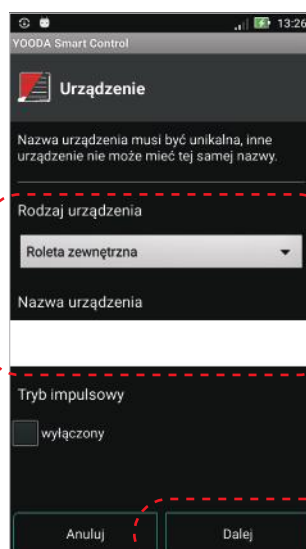 13:26
YOODA Smart Control
Urządzenie
Nazwa urządzenia musi być unikalna, inne
urządzenie nie może mieć tej samej nazwy.
Rodzaj urządzenia
Roleta zewnętrzna
Nazwa urządzenia
Tryb impulsowy
wyłączony
Anuluj
Dalej